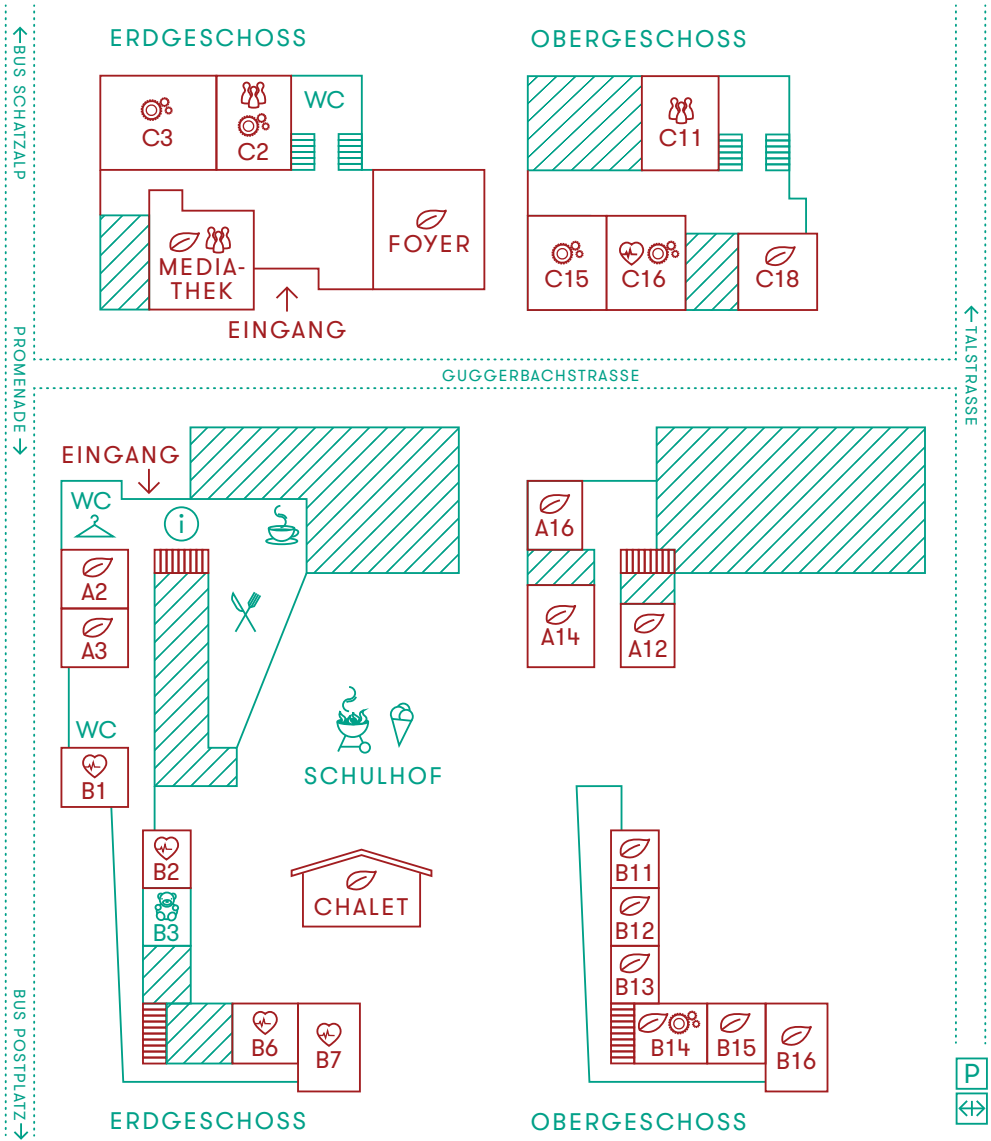 ERDGESCHOSS
OBERGESCHOSS
BUS SCHATZALP
C3
C2
WC
C11
MEDIA-
THEK
FOYER
C15
C16
C18
EINGANG
PROMENADE
TALSTRASSE
GUGGERBACHSTRASSE
EINGANG
WC
i
A16
A2
A3
A14
A12
WC
B1
SCHULHOF
B2
B3
CHALET
B11
B12
B13
B6
B7
B14
B15
B16
BUS POSTPLATZ
P
ERDGESCHOSS
OBERGESCHOSS